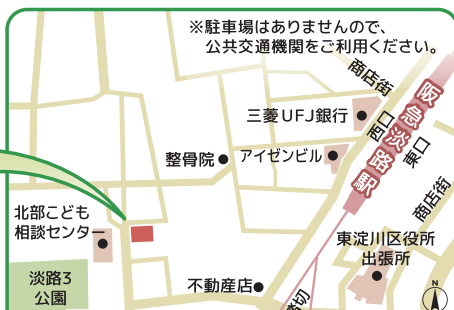 ※駐車場はありませんので、
公共交通機関をご利用ください。
商店街
三菱UFJ銀行
西口
阪急淡路駅
東口
整骨院
アイゼンビル
商店街
北部こども
相談センター
東淀川区役所
出張所
淡路3
公園
不動産店
踏切
N